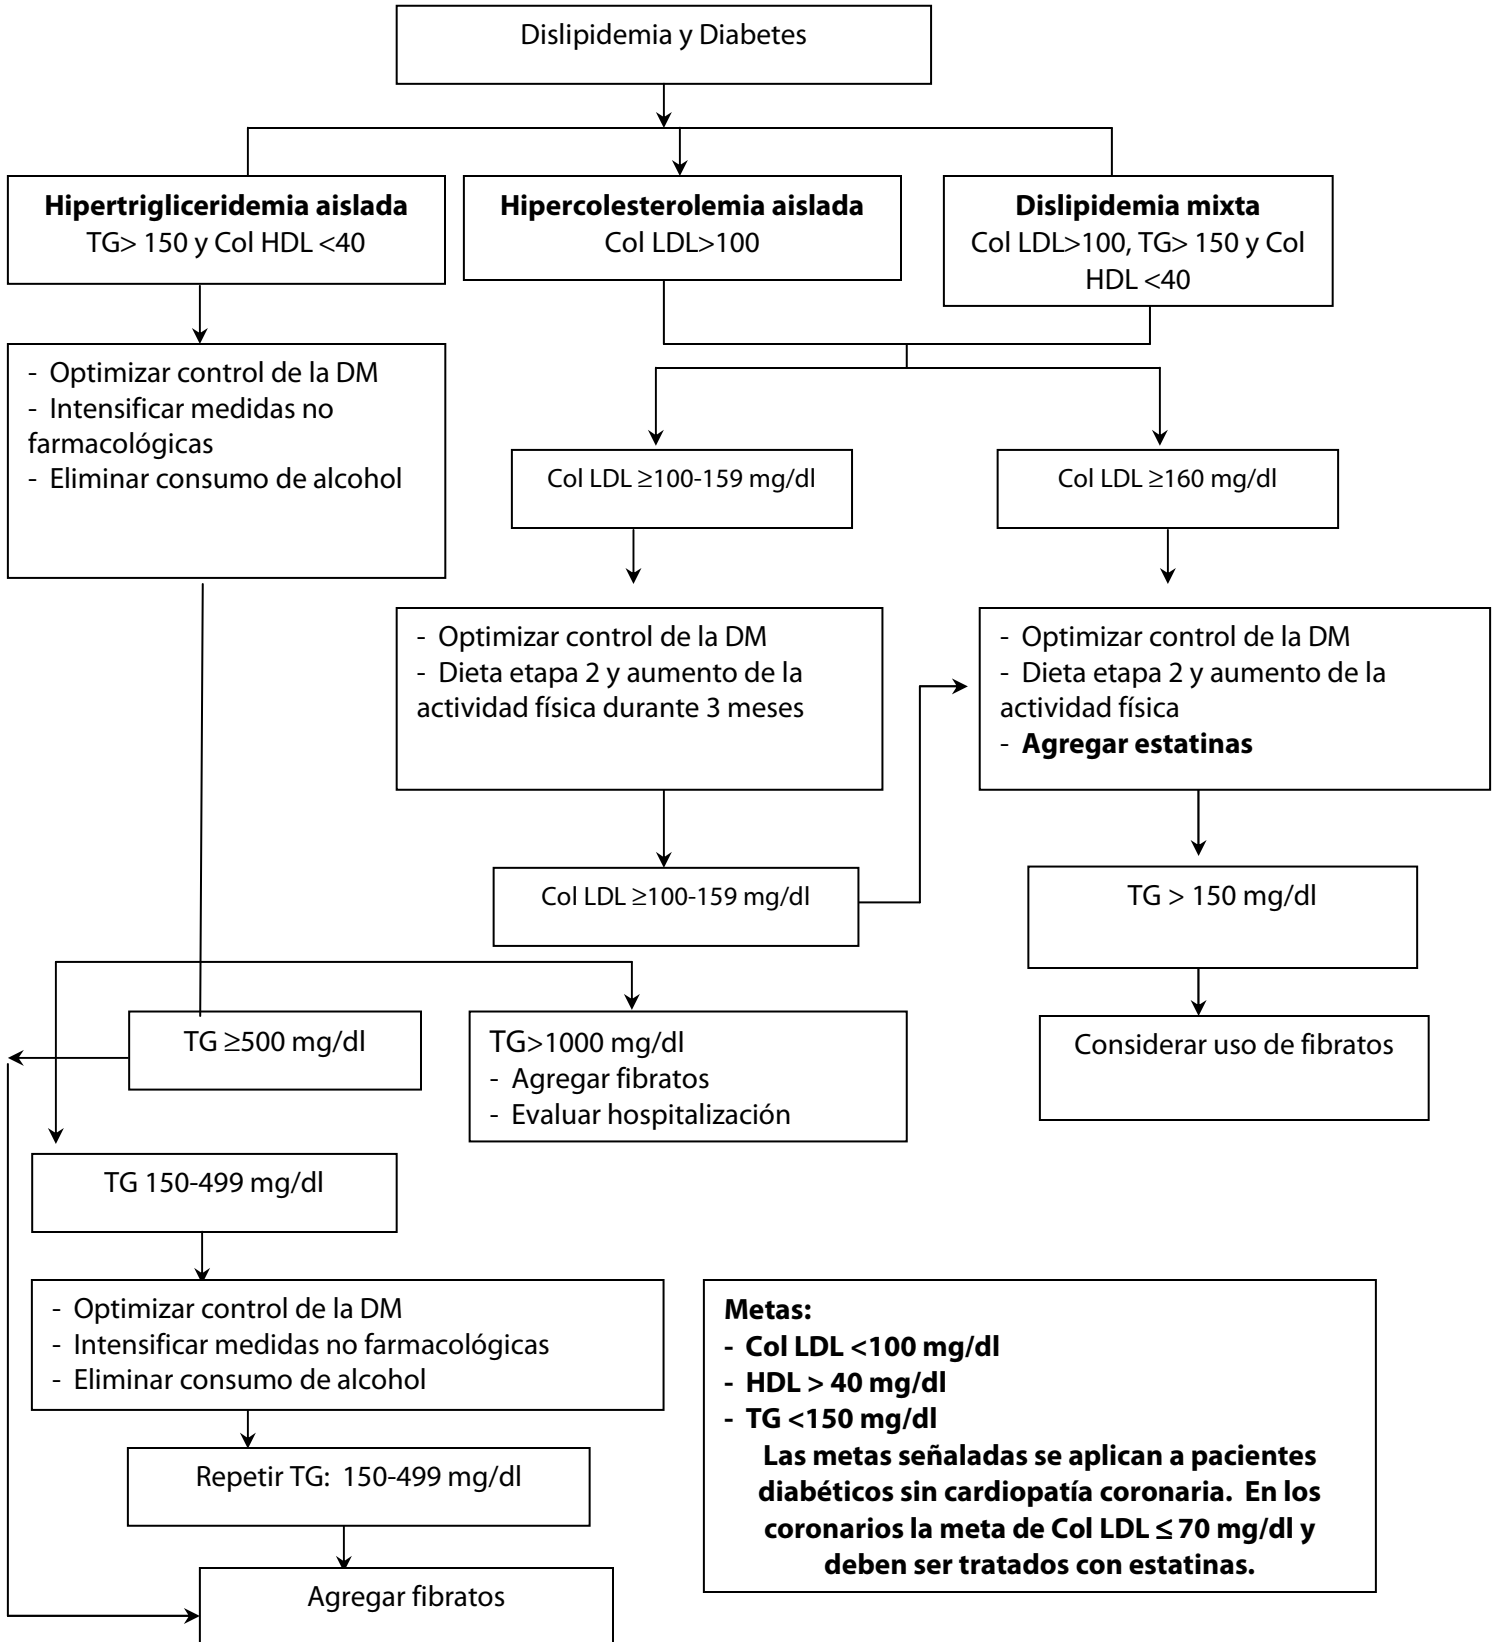 Dislipidemia y Diabetes
Hipertrigliceridemia aislada
TG> 150 y Col HDL <40
Hipercolesterolemia aislada
Col LDL>100
Dislipidemia mixta
Col LDL>100, TG> 150 y Col
HDL <40
- Optimizar control de la DM
- Intensificar medidas no
farmacológicas
- Eliminar consumo de alcohol
Col LDL ≥100-159 mg/dl
Col LDL ≥160 mg/dl
- Optimizar control de la DM
- Dieta etapa 2 y aumento de la
actividad física durante 3 meses
- Optimizar control de la DM
- Dieta etapa 2 y aumento de la
actividad física
- Agregar estatinas
Col LDL ≥100-159 mg/dl
TG > 150 mg/dl
TG ≥500 mg/dl
TG>1000 mg/dl
- Agregar fibratos
- Evaluar hospitalización
Considerar uso de fibratos
TG 150-499 mg/dl
- Optimizar control de la DM
- Intensificar medidas no farmacológicas
- Eliminar consumo de alcohol
Repetir TG: 150-499 mg/dl
Agregar fibratos
Metas:
- Col LDL <100 mg/dl
- HDL > 40 mg/dl
- TG <150 mg/dl
Las metas señaladas se aplican a pacientes
diabéticos sin cardiopatía coronaria. En los
coronarios la meta de Col LDL ≤ 70 mg/dl y
deben ser tratados con estatinas.